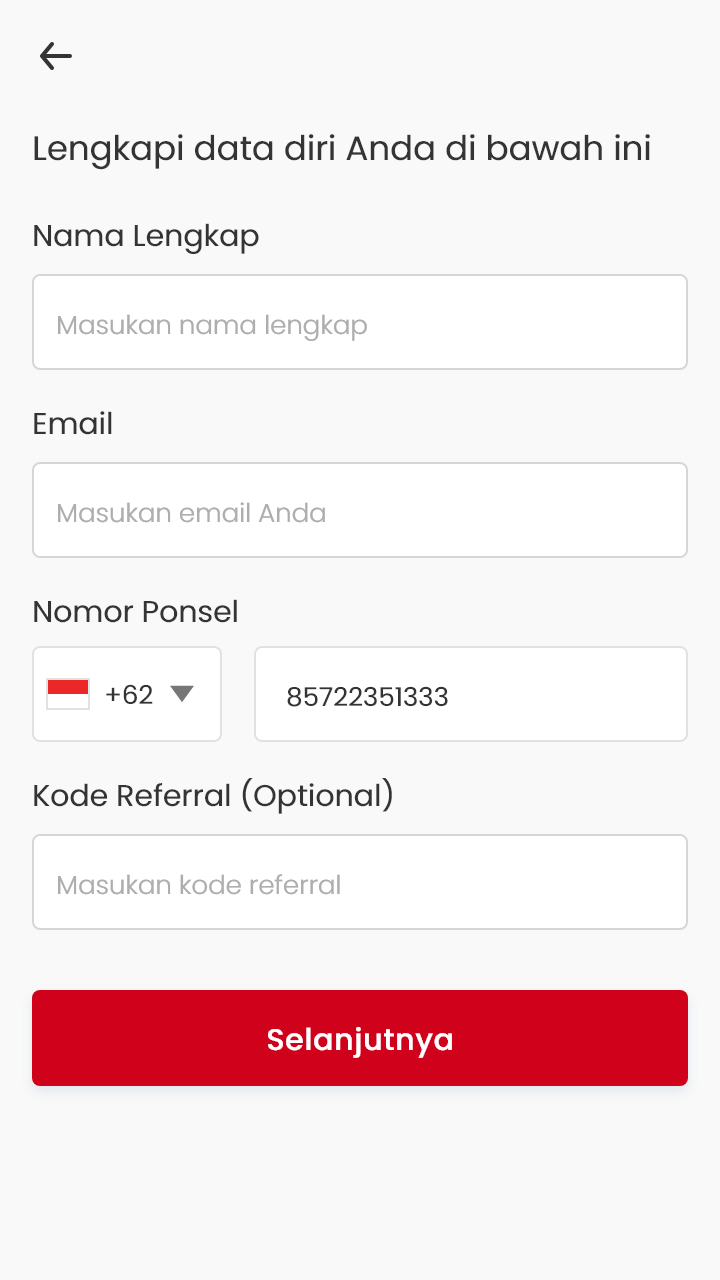 Lengkapi data diri Anda di bawah ini
Nama Lengkap
Masukan nama lengkap
Email
Masukan email Anda
Nomor Ponsel
+62 85722351333
Kode Referral (Optional)
Masukan kode referral
Selanjutnya